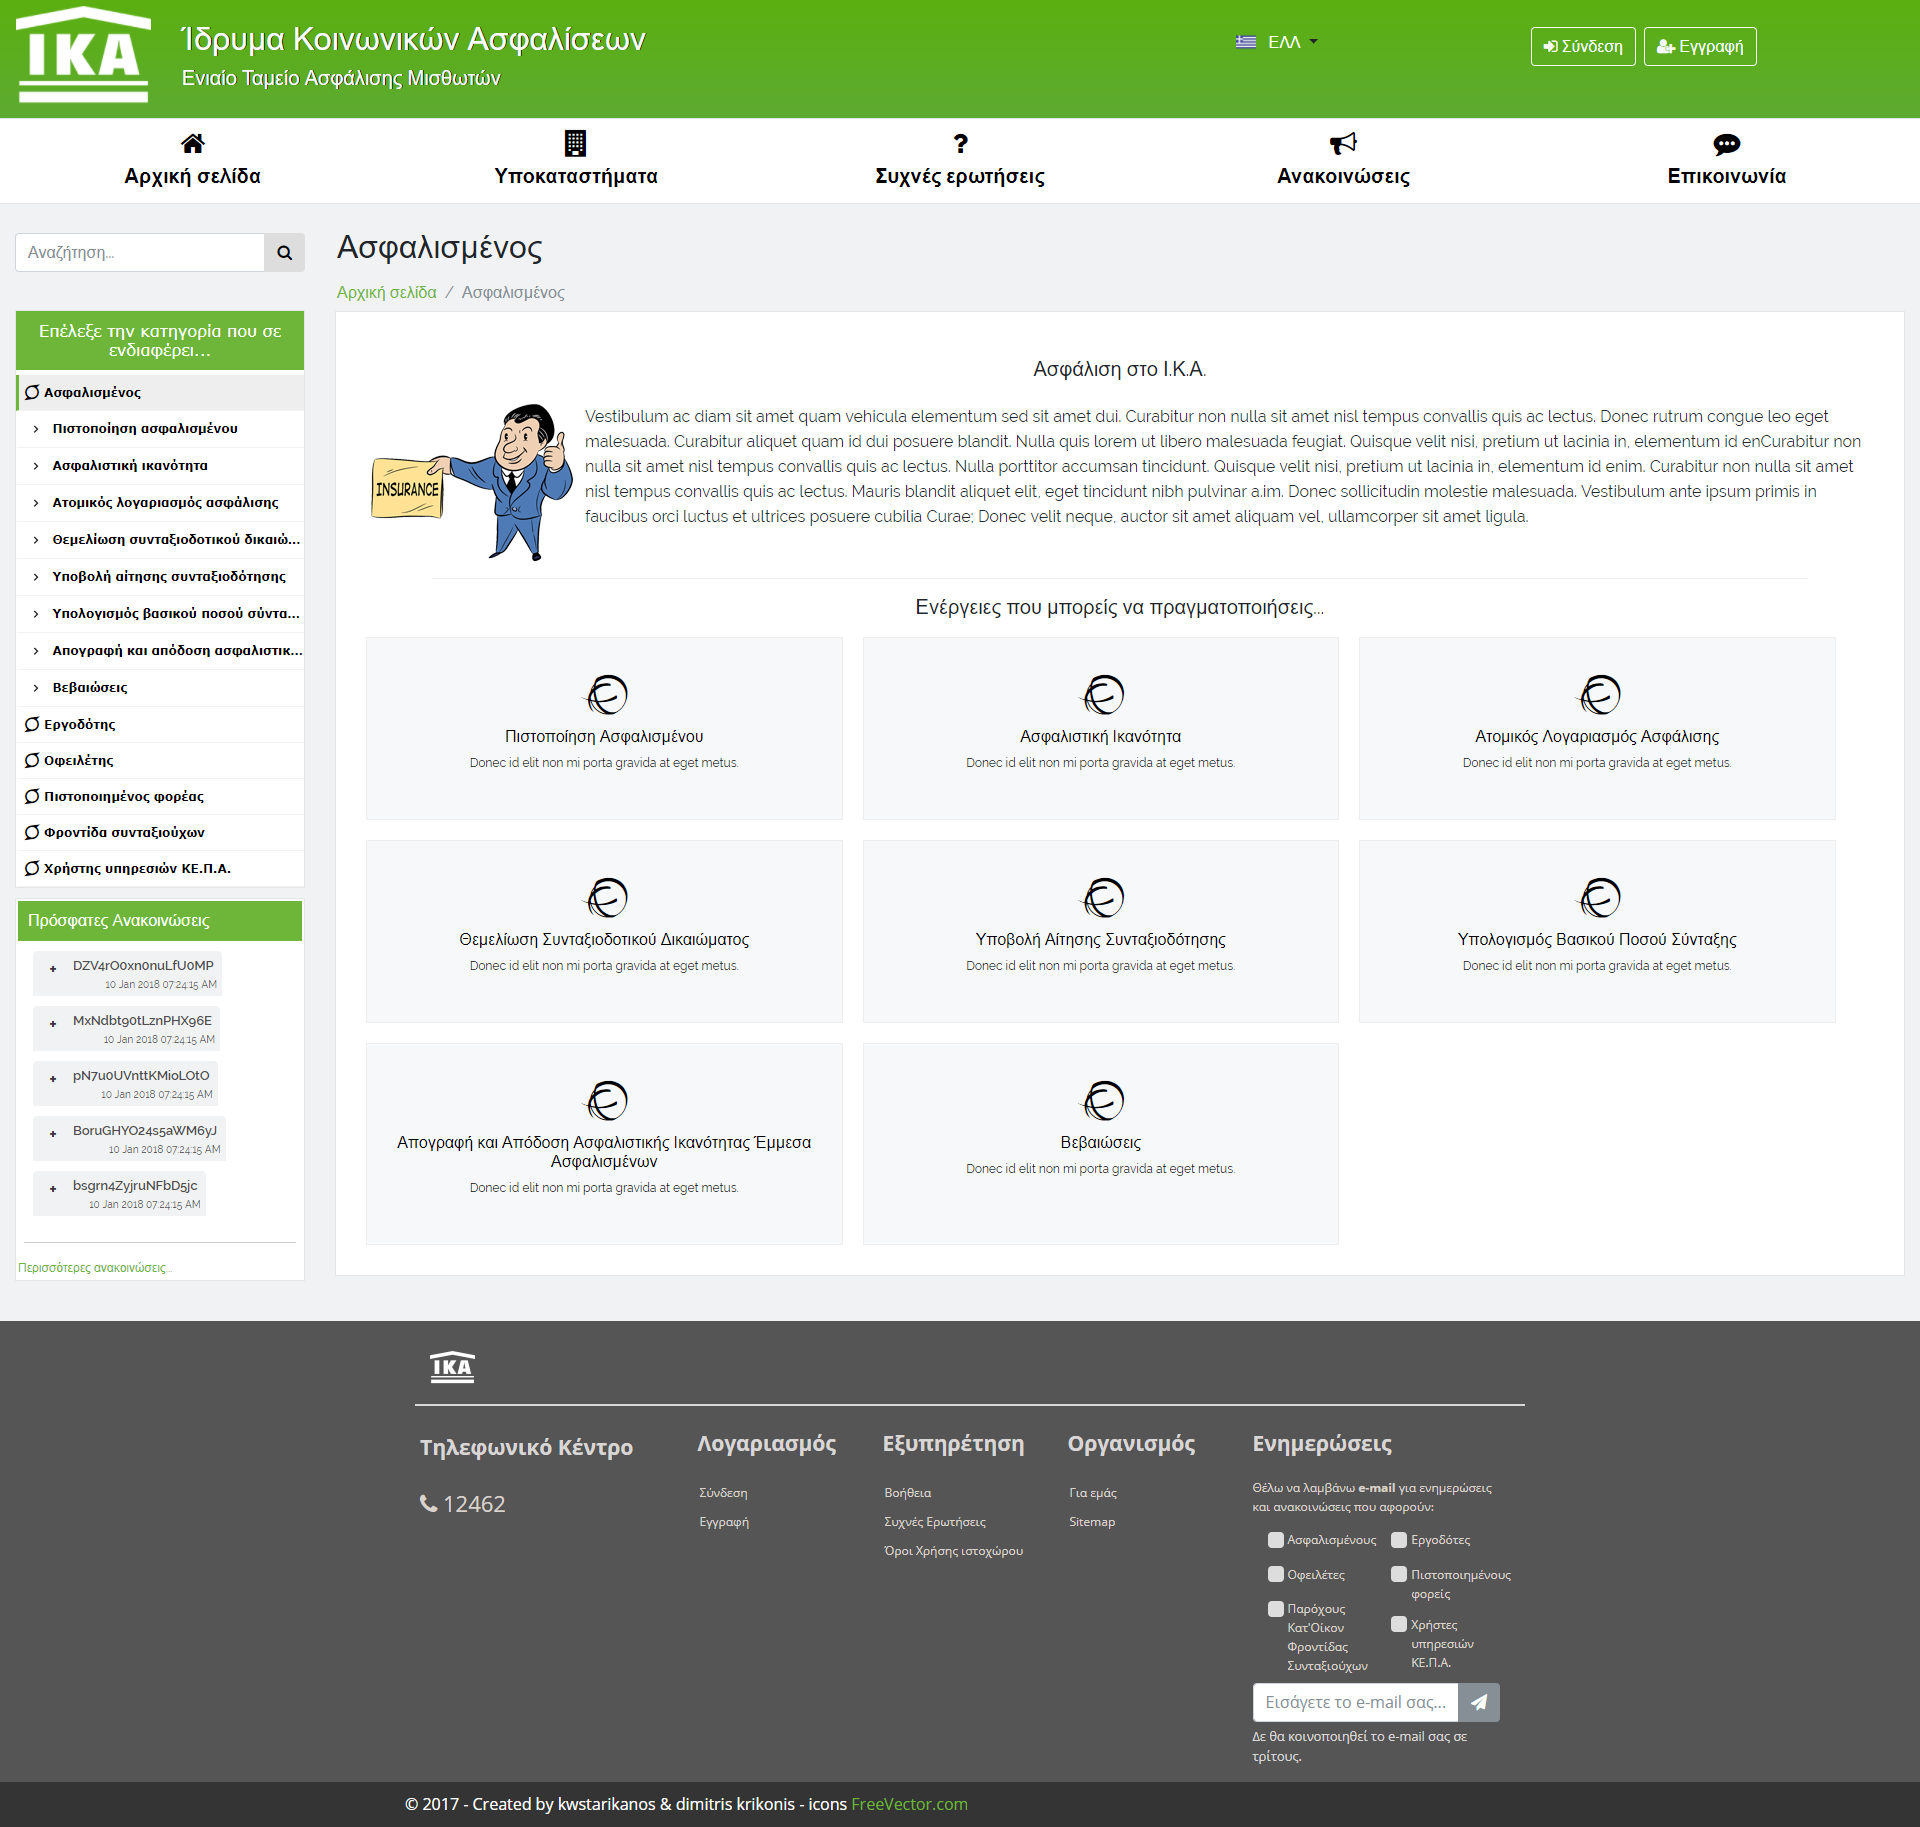 IKA
Ίδρυμα Κοινωνικών Ασφαλίσεων
Ενιαίο Ταμείο Ασφάλισης Μισθωτών
ΕΛΛ
Σύνδεση
Εγγραφή
Αρχική σελίδα
Υποκαταστήματα
Συχνές ερωτήσεις
Ανακοινώσεις
Επικοινωνία
Αναζήτηση...
Επέλεξε την κατηγορία που σε
ενδιαφέρει...
Ασφαλισμένος
Πιστοποίηση ασφαλισμένου
Ασφαλιστική ικανότητα
Ατομικός λογαριασμός ασφάλισης
Θεμελίωση συνταξιοδοτικού δικαιώ...
Υποβολή αίτησης συνταξιοδότησης
Υπολογισμός βασικού ποσού σύντα...
Απογραφή και απόδοση ασφαλιστικ...
Βεβαιώσεις
Εργοδότης
Οφειλέτης
Πιστοποιημένος φορέας
Φροντίδα συνταξιούχων
Χρήστης υπηρεσιών ΚΕ.Π.Α.
Πρόσφατες Ανακοινώσεις
DZV4rO0xn0nuLfU0MP
10 Jan 2018 07:24:15 AM
MxNdbt90tLznPHX96E
10 Jan 2018 07:24:15 AM
pN7u0UVnttKMioLOtO
10 Jan 2018 07:24:15 AM
BoruGHYO24s5aWM6yJ
10 Jan 2018 07:24:15 AM
bsgrn4ZyjruNFbD5jc
10 Jan 2018 07:24:15 AM
Περισσότερες ανακοινώσεις...
Ασφαλισμένος
Αρχική σελίδα / Ασφαλισμένος
Ασφάλιση στο Ι.Κ.Α.
INSURANCE
Vestibulum ac diam sit amet quam vehicula elementum sed sit amet dui. Curabitur non nulla sit amet nisl tempus convallis quis ac lectus. Donec rutrum congue leo eget
malesuada. Curabitur aliquet quam id dui posuere blandit. Nulla quis lorem ut libero malesuada feugiat. Quisque velit nisi, pretium ut lacinia in, elementum id enCurabitur non
nulla sit amet nisl tempus convallis quis ac lectus. Nulla porttitor accumsan tincidunt. Quisque velit nisi, pretium ut lacinia in, elementum id enim. Curabitur non nulla sit amet
nisl tempus convallis quis ac lectus. Mauris blandit aliquet elit, eget tincidunt nibh pulvinar a.im. Donec sollicitudin molestie malesuada. Vestibulum ante ipsum primis in
faucibus orci luctus et ultrices posuere cubilia Curae; Donec velit neque, auctor sit amet aliquam vel, ullamcorper sit amet ligula.
Ενέργειες που μπορείς να πραγματοποιήσεις...
Πιστοποίηση Ασφαλισμένου
Donec id elit non mi porta gravida at eget metus.
Ασφαλιστική Ικανότητα
Donec id elit non mi porta gravida at eget metus.
Ατομικός Λογαριασμός Ασφάλισης
Donec id elit non mi porta gravida at eget metus.
Θεμελίωση Συνταξιοδοτικού Δικαιώματος
Donec id elit non mi porta gravida at eget metus.
Υποβολή Αίτησης Συνταξιοδότησης
Donec id elit non mi porta gravida at eget metus.
Υπολογισμός Βασικού Ποσού Σύνταξης
Donec id elit non mi porta gravida at eget metus.
Απογραφή και Απόδοση Ασφαλιστικής Ικανότητας Έμμεσα
Ασφαλισμένων
Donec id elit non mi porta gravida at eget metus.
Βεβαιώσεις
Donec id elit non mi porta gravida at eget metus.
IKA
Τηλεφωνικό Κέντρο
12462
Λογαριασμός
Σύνδεση
Εγγραφή
Εξυπηρέτηση
Βοήθεια
Συχνές Ερωτήσεις
Όροι Χρήσης ιστοχώρου
Οργανισμός
Για εμάς
Sitemap
Ενημερώσεις
Θέλω να λαμβάνω e-mail για ενημερώσεις
και ανακοινώσεις που αφορούν:
Ασφαλισμένους
Εργοδότες
Οφειλέτες
Πιστοποιημένους
φορείς
Παρόχους
Κατ'Οίκον
Φροντίδας
Συνταξιούχων
Χρήστες
υπηρεσιών
ΚΕ.Π.Α.
Εισάγετε το e-mail σας...
Δε θα κοινοποιηθεί το e-mail σας σε
τρίτους.
© 2017 - Created by kwstarikanos & dimitris krikonis - icons FreeVector.com